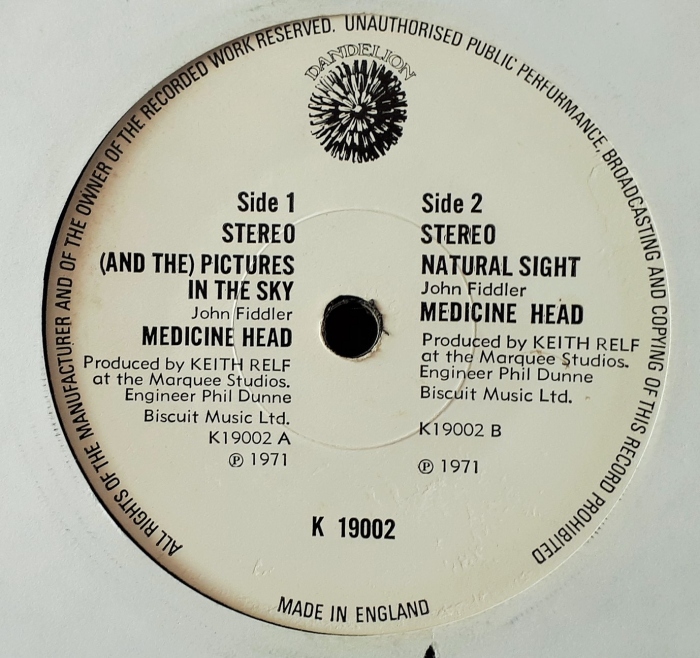 ALL RIGHTS OF THE MANUFACTURER AND OF THE OWNER OF THE RECORDED WORK RESERVED. UNAUTHORISED PUBLIC PERFORMANCE, BROADCASTING AND COPYING OF THIS RECORD PROHIBITED
DANDELION
Side 1
STEREO
(AND THE) PICTURES
IN THE SKY
John Fiddler
MEDICINE HEAD
Produced by KEITH RELF
at the Marquee Studios.
Engineer Phil Dunne
Biscuit Music Ltd.
K19002 A
℗ 1971
Side 2
STEREO
NATURAL SIGHT
John Fiddler
MEDICINE HEAD
Produced by KEITH RELF
at the Marquee Studios.
Engineer Phil Dunne
Biscuit Music Ltd.
K19002 B
℗ 1971
K 19002
MADE IN ENGLAND